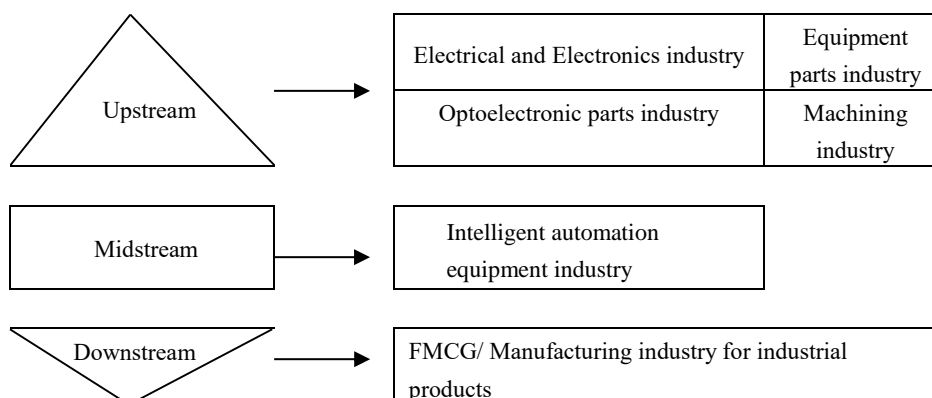 Upstream
Electrical and Electronics industry
Equipment
parts industry
Optoelectronic parts industry
Machining
industry
Midstream
Intelligent automation
equipment industry
Downstream
FMCG/ Manufacturing industry for industrial
products